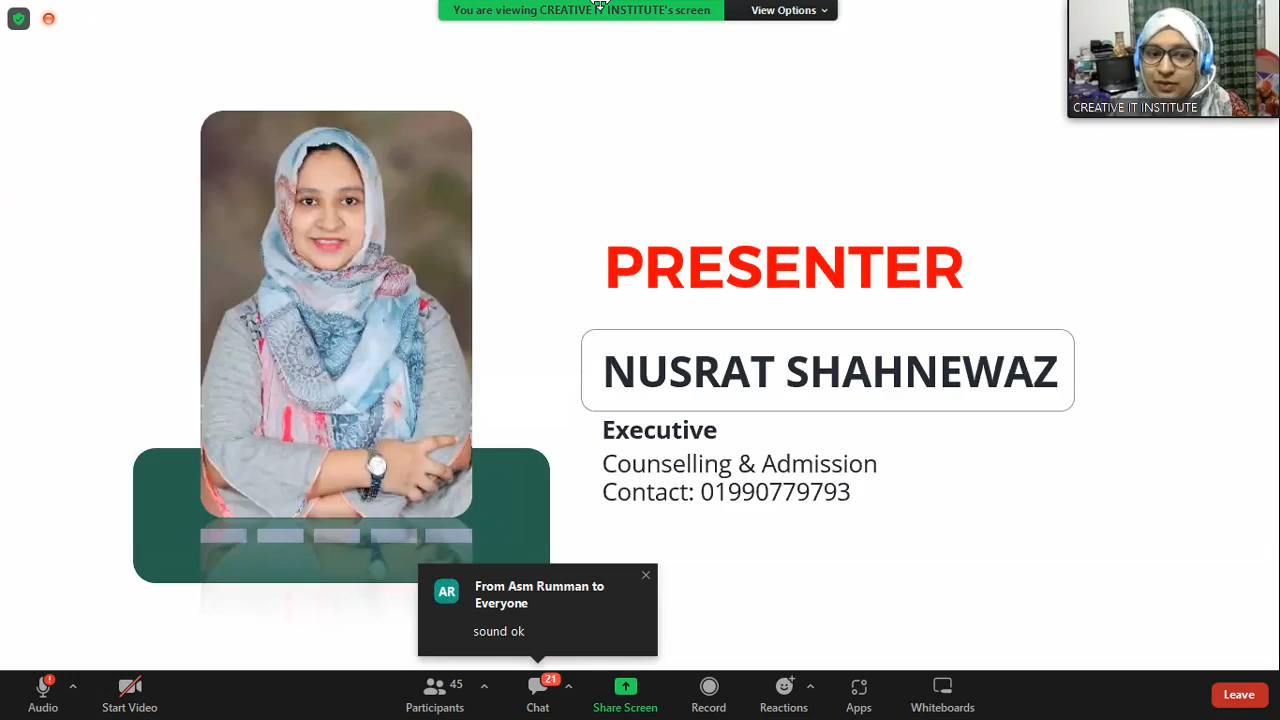 You are viewing CREATIVE IT INSTITUTE's screen
View Options
CREATIVE IT INSTITUTE
PRESENTER
NUSRAT SHAHNEWAZ
Executive
Counselling & Admission
Contact: 01990779793
AR
From Asm Rumman to
Everyone
sound ok
Audio
Start Video
45
Participants
21
Chat
Share Screen
Record
Reactions
Apps
Whiteboards
Leave